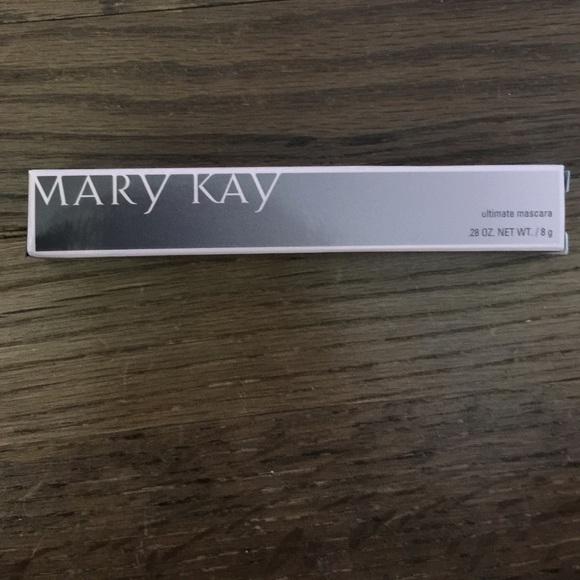 MARY KAY
ultimate mascara
.28 OZ. NET WT. / 8 g